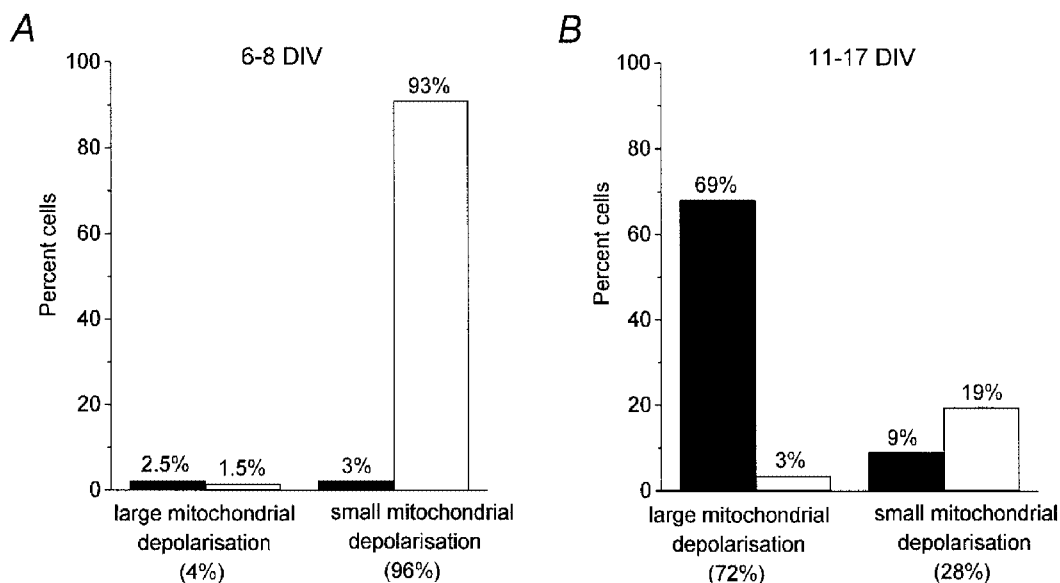 A
6-8 DIV
Percent cells
100
80
60
40
20
0
2.5%
1.5%
3%
93%
large mitochondrial
depolarisation
(4%)
small mitochondrial
depolarisation
(96%)
B
11-17 DIV
Percent cells
100
80
60
40
20
0
69%
3%
9%
19%
large mitochondrial
depolarisation
(72%)
small mitochondrial
depolarisation
(28%)